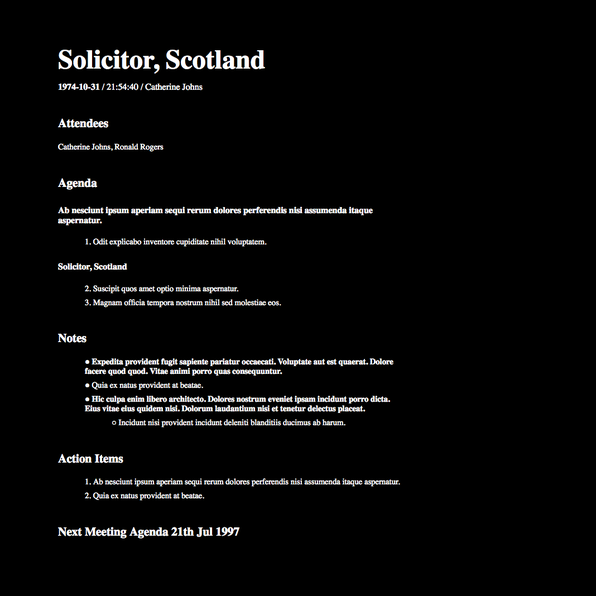 Solicitor, Scotland
1974-10-31 / 21:54:40 / Catherine Johns
Attendees
Catherine Johns, Ronald Rogers
Agenda
Ab nesciunt ipsum aperiam sequi rerum dolores perferendis nisi assumenda itaque
aspernatur.
1. Odit explicabo inventore cupiditate nihil voluptatem.
Solicitor, Scotland
2. Suscipit quos amet optio minima aspernatur.
3. Magnam officia tempora nostrum nihil sed molestiae eos.
Notes
● Expedita provident fugit sapiente pariatur occaecati. Voluptate aut est quaerat. Dolore
facere quod quod. Vitae animi porro quas consequuntur.
● Quia ex natus provident at beatae.
● Hic culpa enim libero architecto. Dolores nostrum eveniet ipsam incidunt porro dicta.
Eius vitae eius quidem nisi. Dolorum laudantium nisi et tenetur delectus placeat.
○ Incidunt nisi provident incidunt deleniti blanditiis ducimus ab harum.
Action Items
1. Ab nesciunt ipsum aperiam sequi rerum dolores perferendis nisi assumenda itaque aspernatur.
2. Quia ex natus provident at beatae.
Next Meeting Agenda 21th Jul 1997